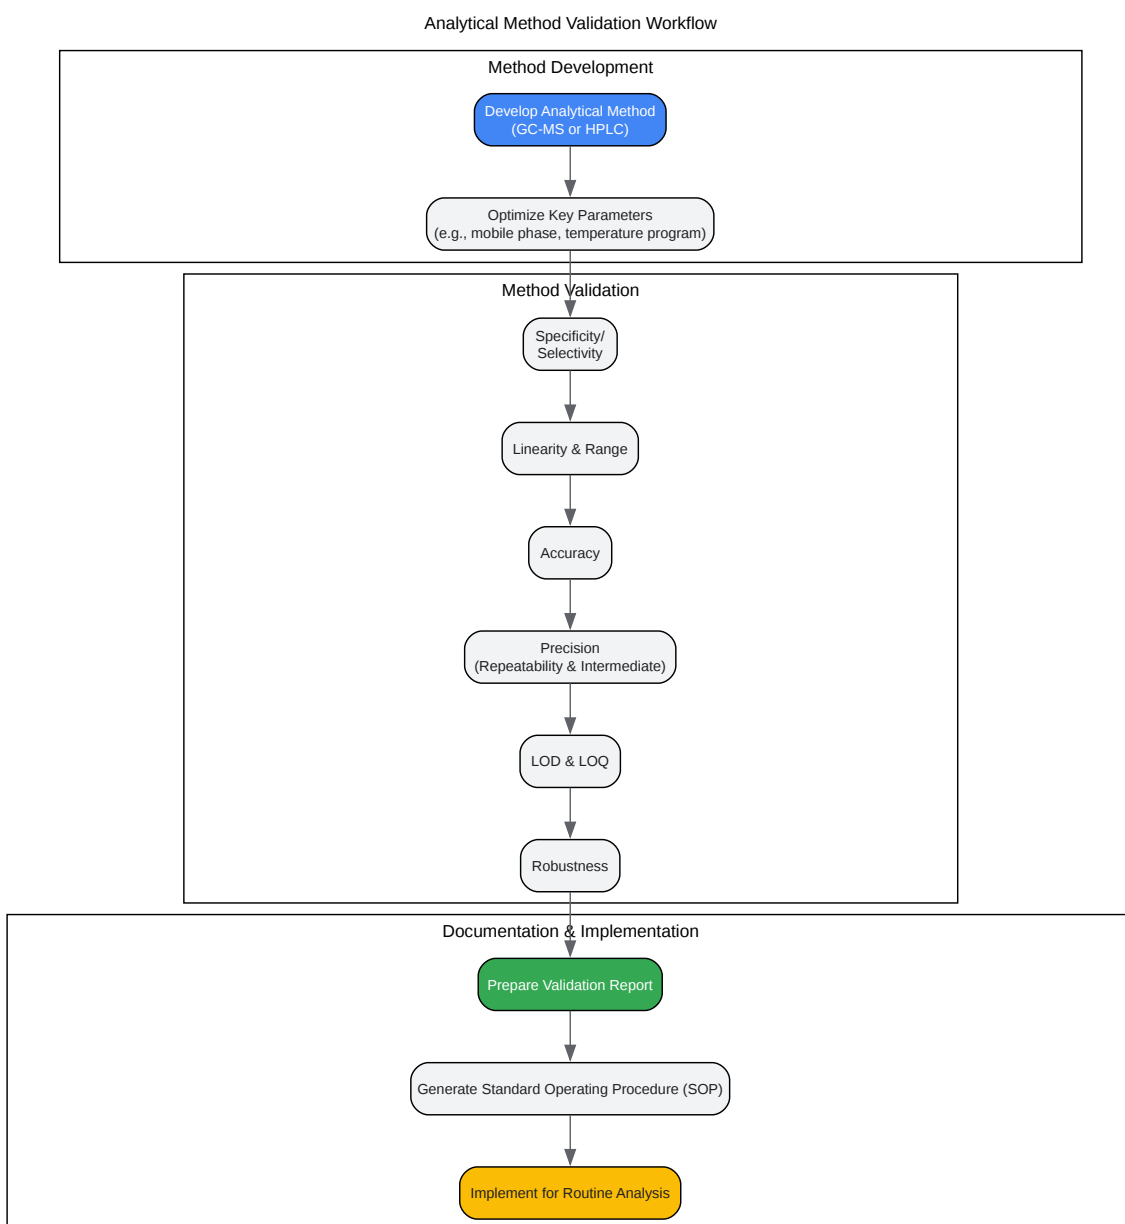 Analytical Method Validation Workflow
Method Development
Develop Analytical Method
(GC-MS or HPLC)
Optimize Key Parameters
(e.g., mobile phase, temperature program)
Method Validation
Specificity/
Selectivity
Linearity & Range
Accuracy
Precision
(Repeatability & Intermediate)
LOD & LOQ
Robustness
Documentation & Implementation
Prepare Validation Report
Generate Standard Operating Procedure (SOP)
Implement for Routine Analysis